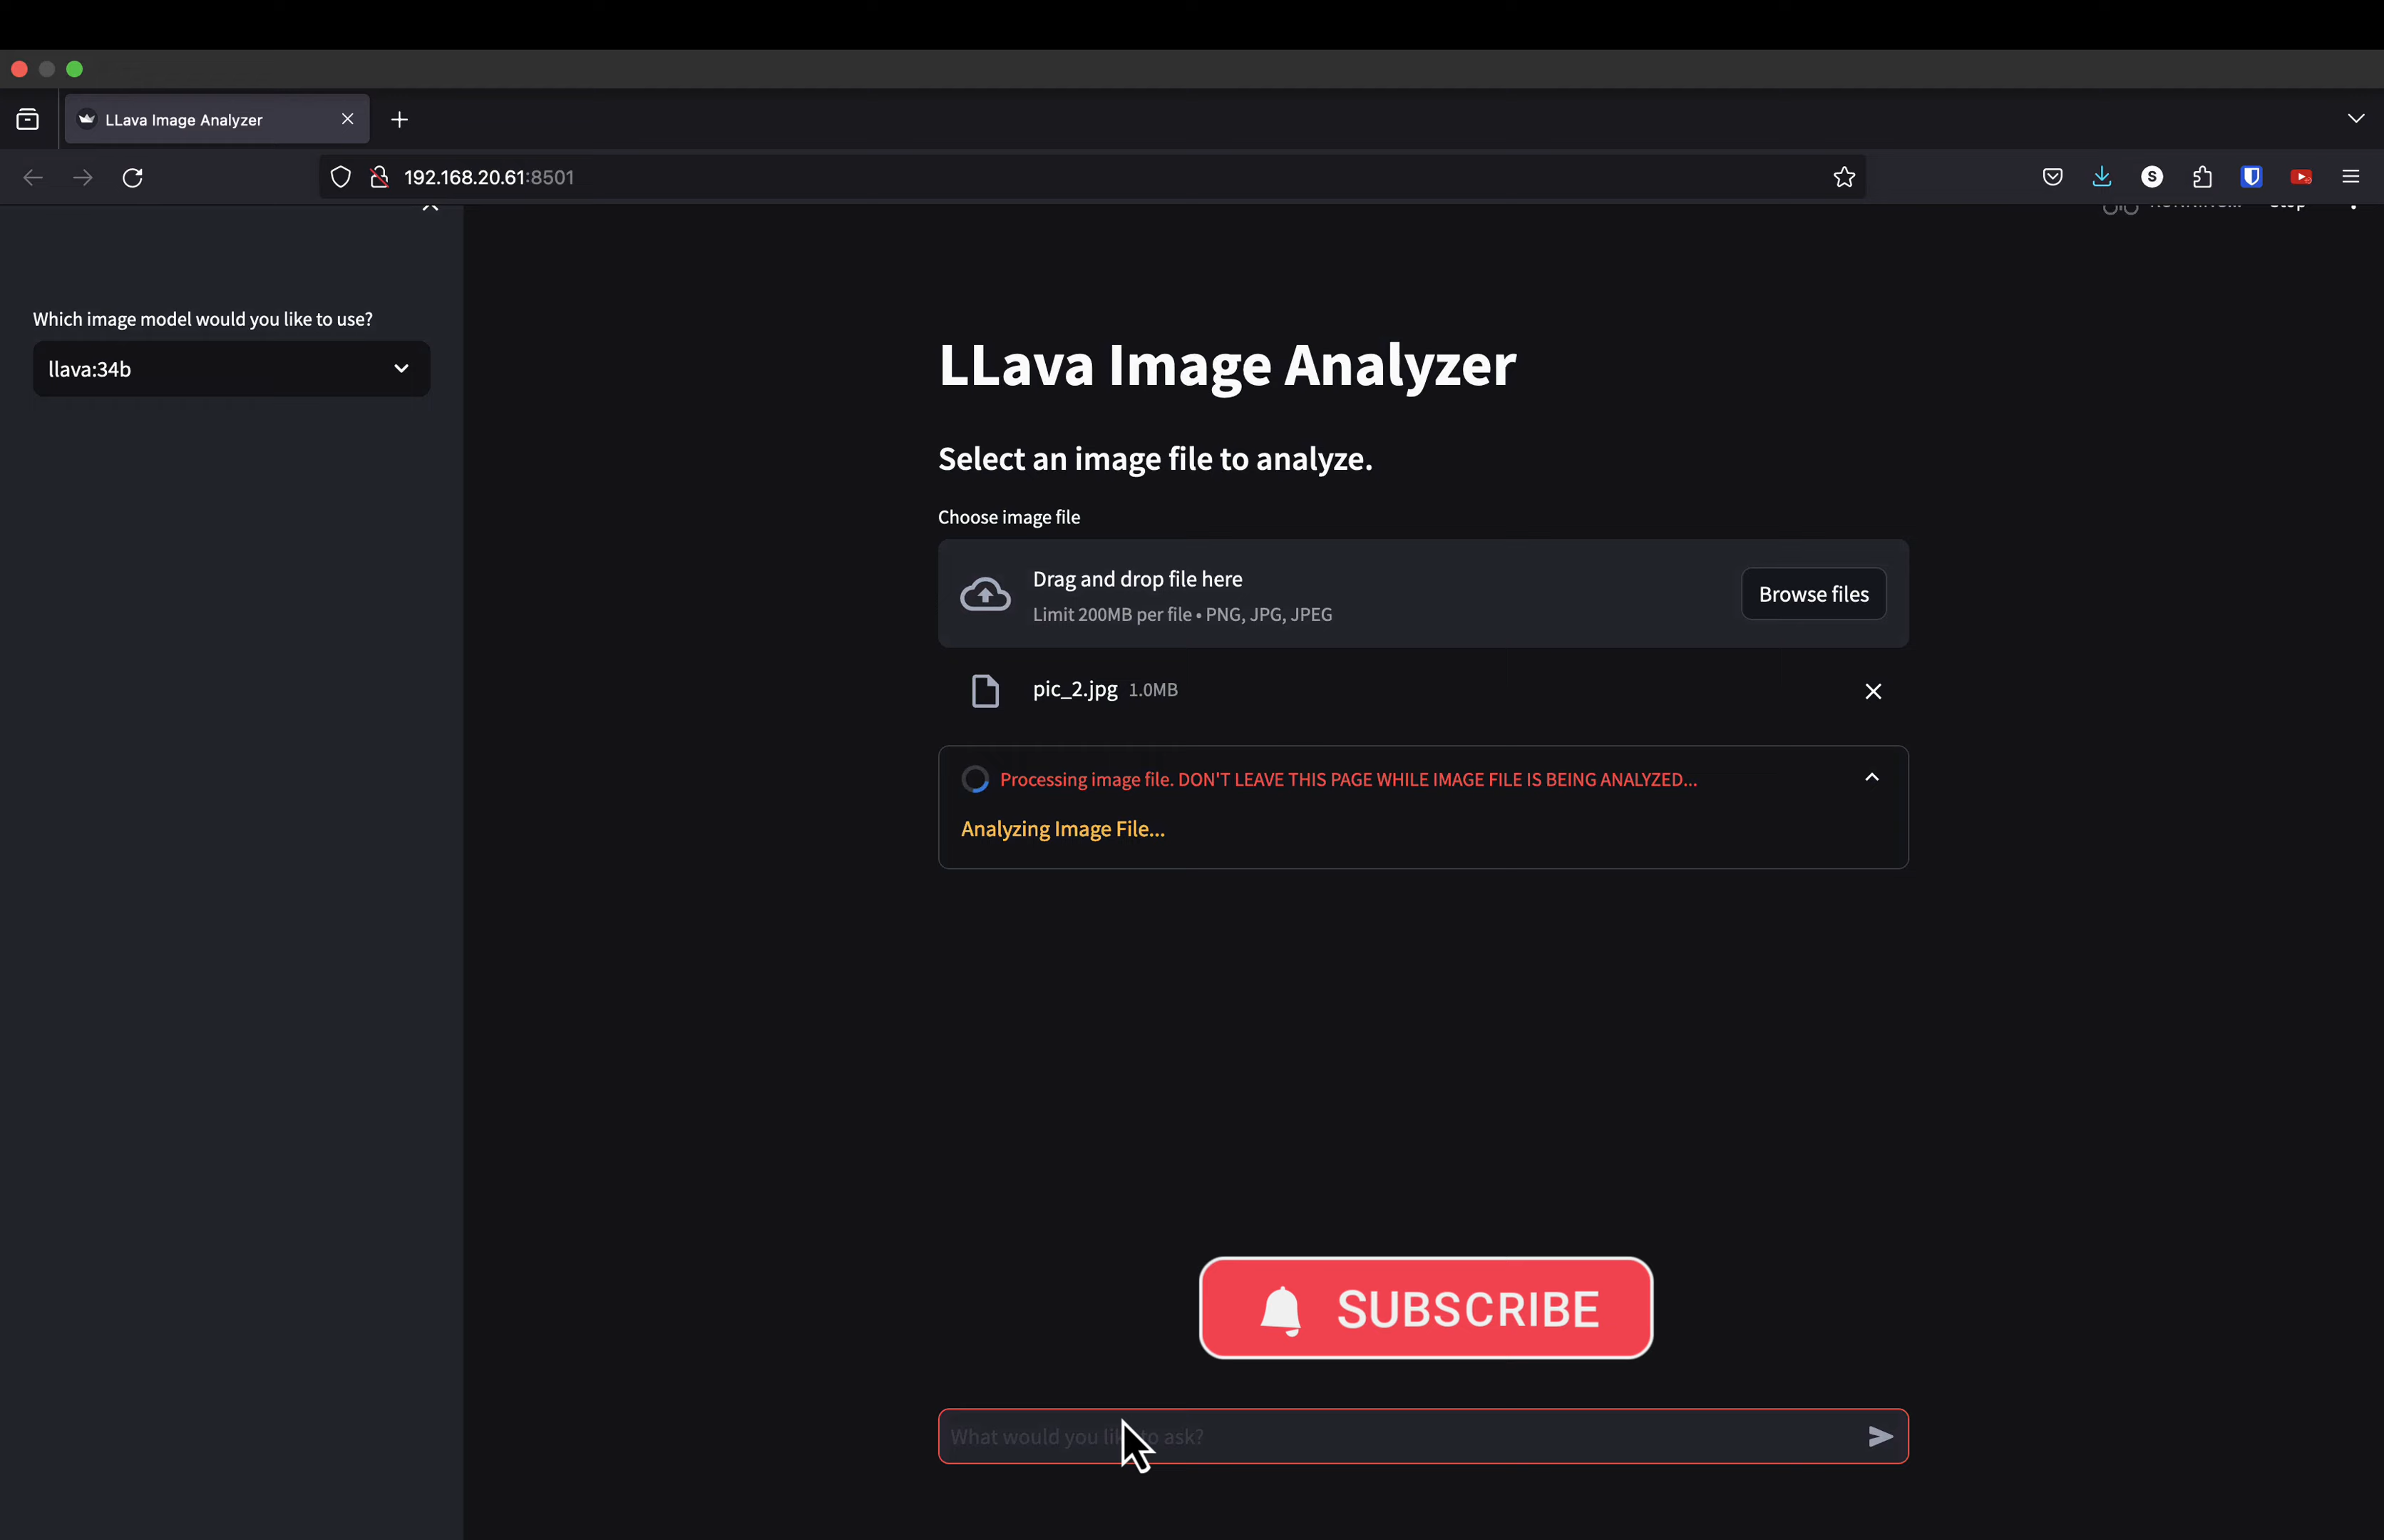 LLava Image Analyzer
192.168.20.61:8501
Which image model would you like to use?
llava:34b
LLava Image Analyzer
Select an image file to analyze.
Choose image file
Drag and drop file here
Limit 200MB per file • PNG, JPG, JPEG
Browse files
pic_2.jpg 1.0MB
Processing image file. DON'T LEAVE THIS PAGE WHILE IMAGE FILE IS BEING ANALYZED...
Analyzing Image File...
SUBSCRIBE
What would you like to ask?